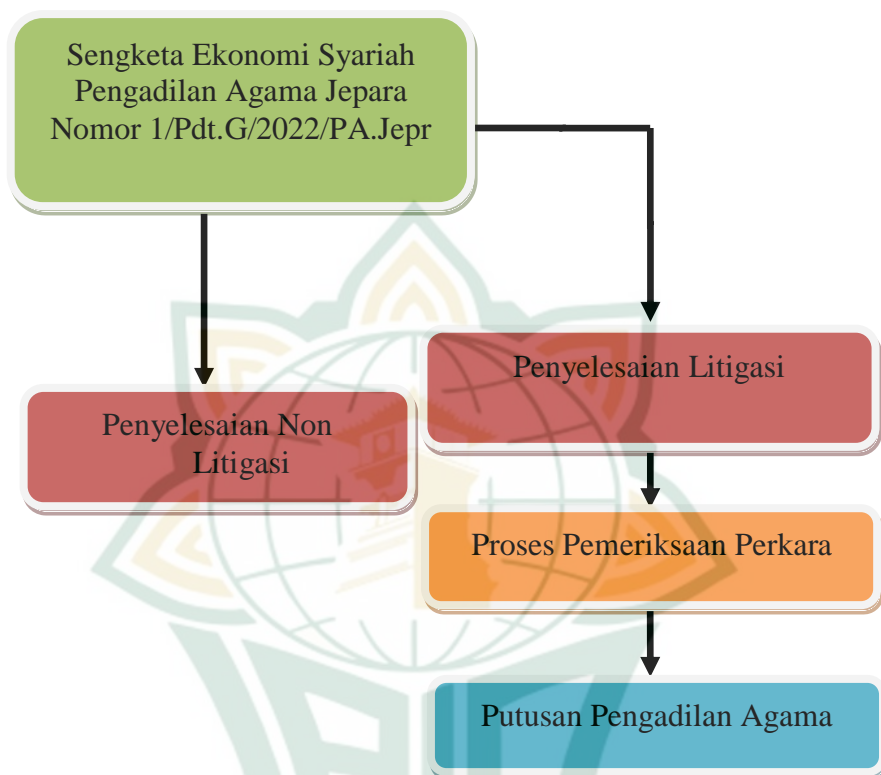 Sengketa Ekonomi Syariah
Pengadilan Agama Jepara
Nomor 1/Pdt.G/2022/PA.Jepr
Penyelesaian Non
Litigasi
Penyelesaian Litigasi
Proses Pemeriksaan Perkara
Putusan Pengadilan Agama